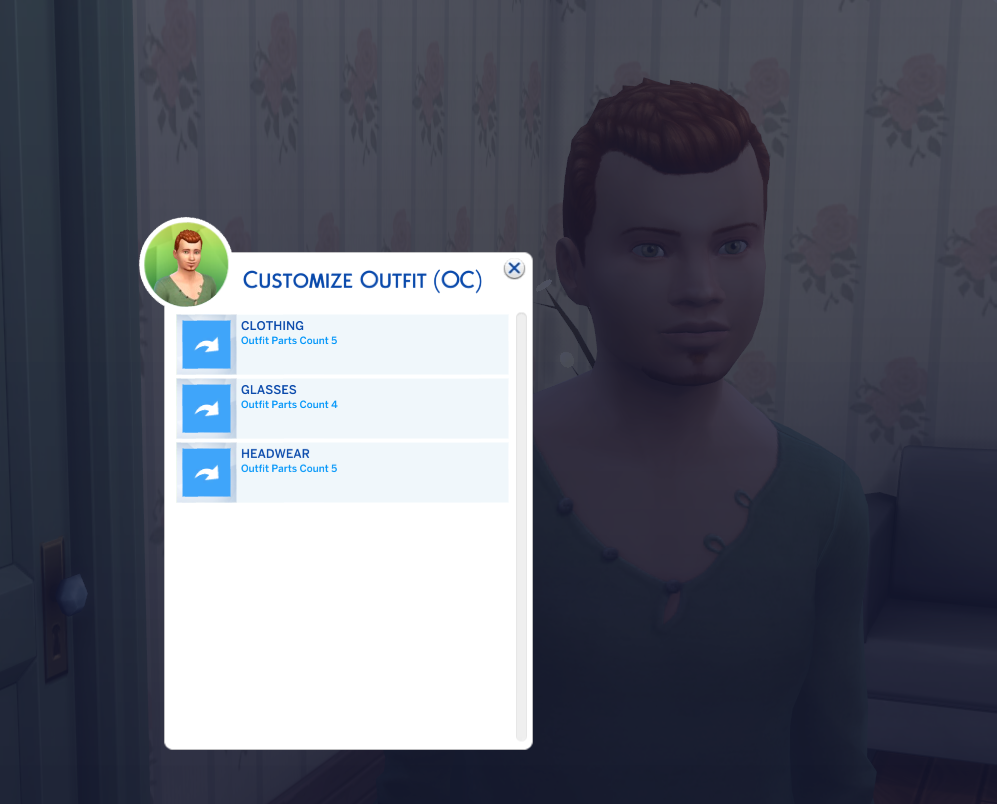 Customize Outfit (OC)
CLOTHING
Outfit Parts Count 5
GLASSES
Outfit Parts Count 4
HEADWEAR
Outfit Parts Count 5